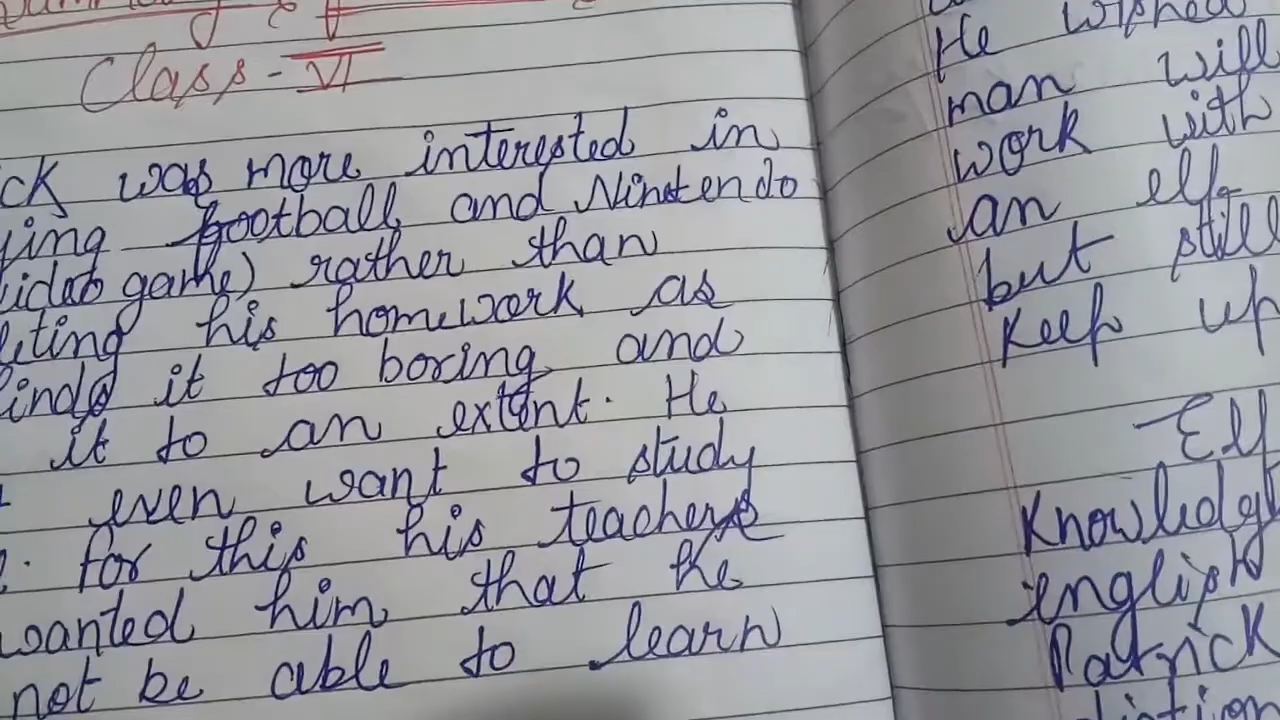 Class - VI
ck was more interested in
ying football and Nintendo
game) rather than
leting his homework as
it too boring and
it to an extent. He
even want to study
for this his teachers
wanted him that he
not be able to learn
He wished
man will
work with
an elf
but still
Keep up
Elf
Knowledge
english
Patrick